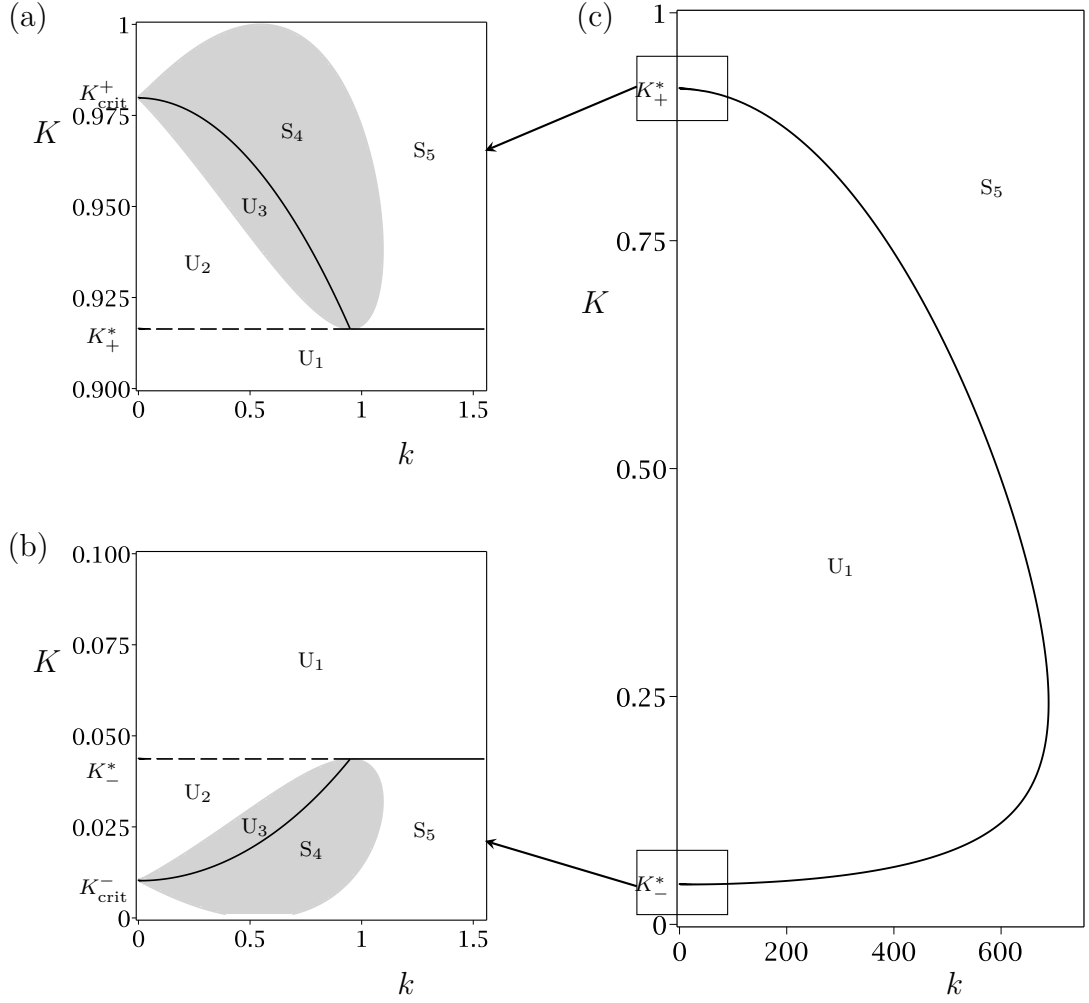 (a)
1
K⁺crit
0.975
K
0.950
0.925
K*₊
0.900
S₄
S₅
U₃
U₂
U₁
0
0.5
1
1.5
k
(b)
0.100
0.075
K
0.050
K*₋
0.025
K⁻crit
0
U₁
U₂
U₃
S₄
S₅
0
0.5
1
1.5
k
(c)
1
K*₊
0.75
K
0.50
0.25
K*₋
0
S₅
U₁
0
200
400
600
k